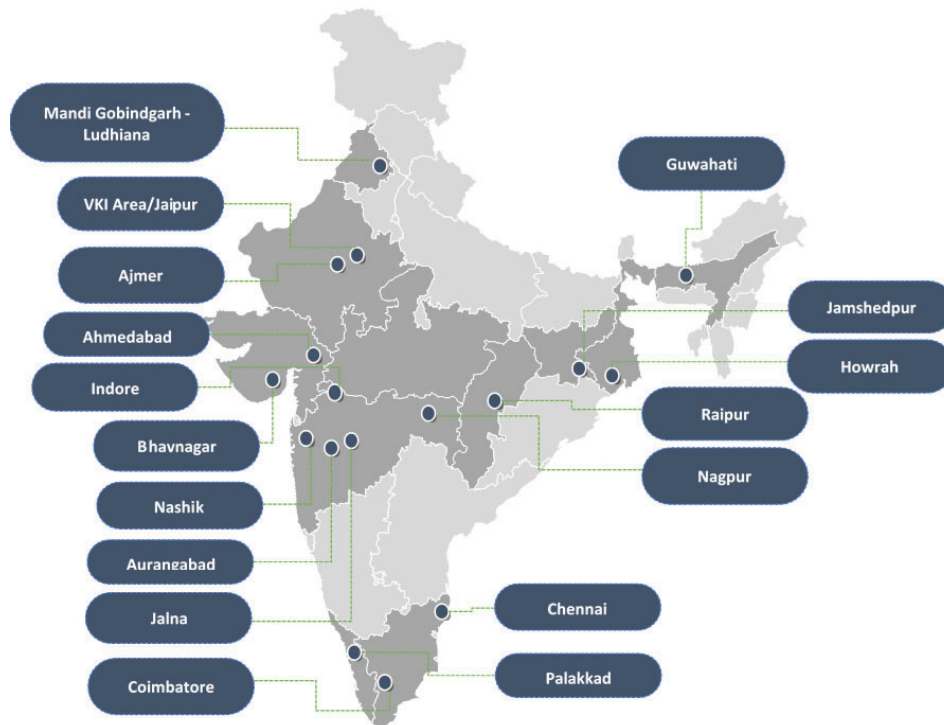 Mandi Gobindgarh -
Ludhiana
VKI Area/Jaipur
Ajmer
Ahmedabad
Indore
Bhavnagar
Nashik
Aurangabad
Jalna
Coimbatore
Guwahati
Jamshedpur
Howrah
Raipur
Nagpur
Chennai
Palakkad